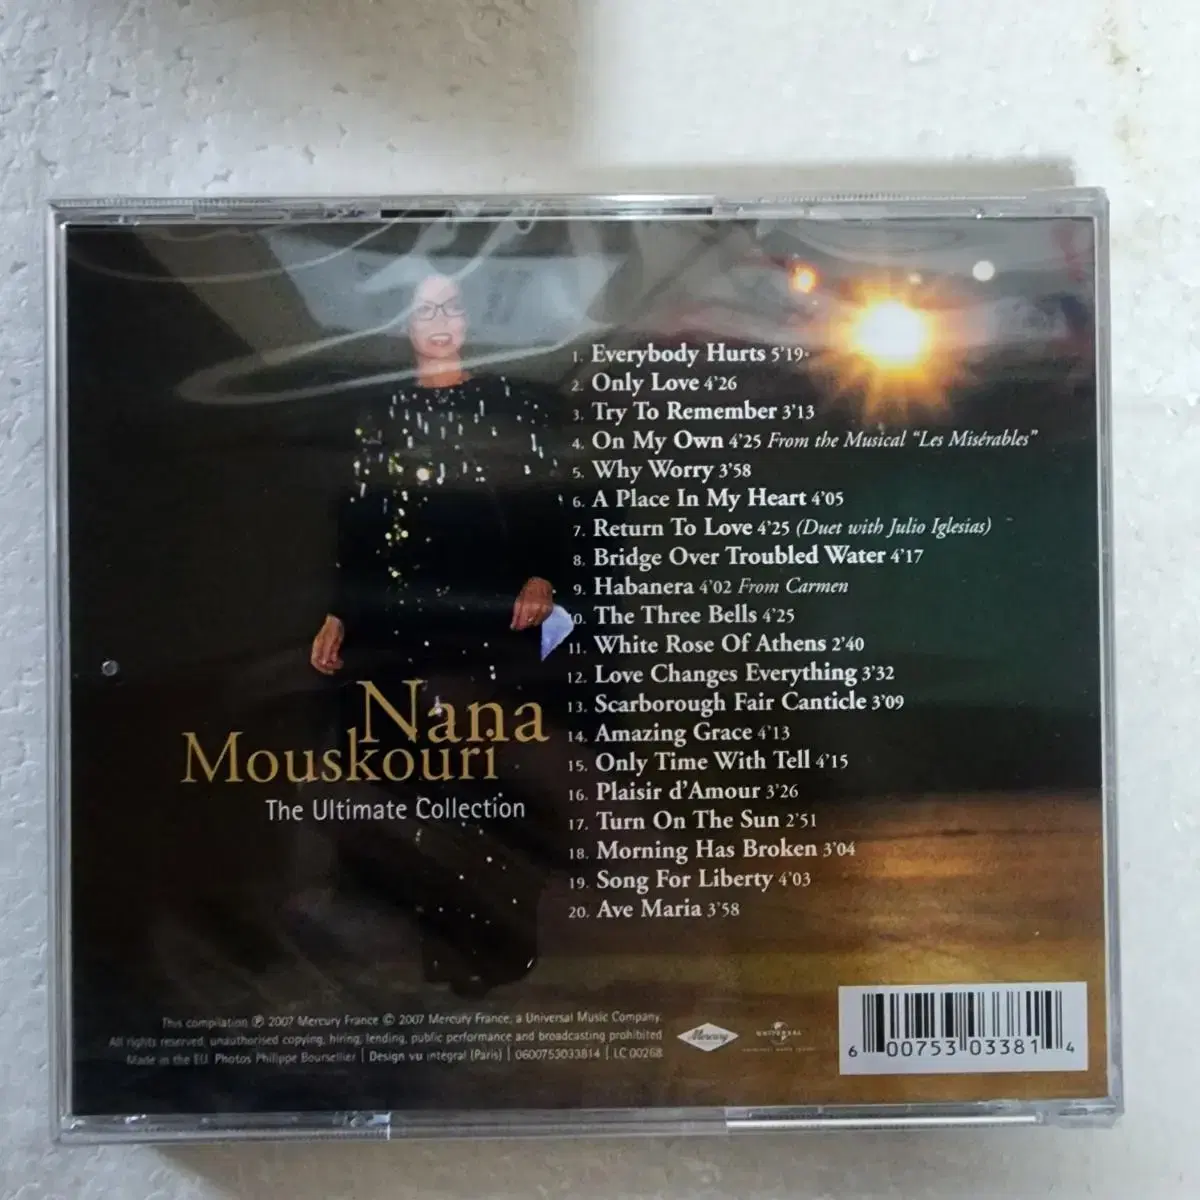 1. Everybody Hurts 5'19
2. Only Love 4'26
3. Try To Remember 3'13
4. On My Own 4'25 From the Musical "Les Misérables"
5. Why Worry 3'58
6. A Place In My Heart 4'05
7. Return To Love 4'25 (Duet with Julio Iglesias)
8. Bridge Over Troubled Water 4'17
9. Habanera 4'02 From Carmen
10. The Three Bells 4'25
11. White Rose Of Athens 2'40
12. Love Changes Everything 3'32
13. Scarborough Fair Canticle 3'09
14. Amazing Grace 4'13
15. Only Time With Tell 4'15
16. Plaisir d'Amour 3'26
17. Turn On The Sun 2'51
18. Morning Has Broken 3'04
19. Song For Liberty 4'03
20. Ave Maria 3'58
Nana
Mouskouri
The Ultimate Collection
This compilation ℗ 2007 Mercury France © 2007 Mercury France, a Universal Music Company.
All rights reserved, unauthorised copying, hiring, lending, public performance and broadcasting prohibited
Made in the EU. Photos Philippe Boursellier | Design vu intégral (Paris) | 0600753033814 | LC 00268
Mercury
UNIVERSAL
6 00753 03381 4